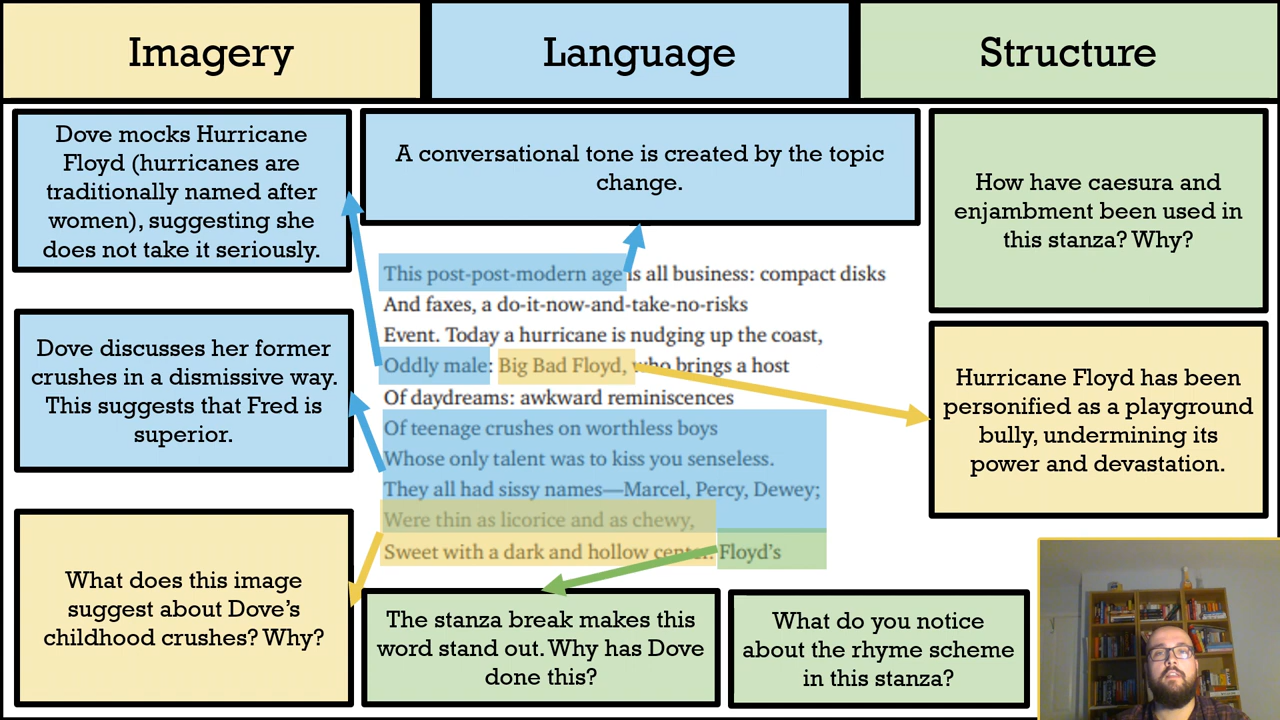 Imagery
Language
Structure
Dove mocks Hurricane
Floyd (hurricanes are
traditionally named after
women), suggesting she
does not take it seriously.
A conversational tone is created by the topic
change.
How have caesura and
enjambment been used in
this stanza? Why?
This post-post-modern age is all business: compact disks
And faxes, a do-it-now-and-take-no-risks
Event. Today a hurricane is nudging up the coast,
Oddly male: Big Bad Floyd, who brings a host
Of daydreams: awkward reminiscences
Of teenage crushes on worthless boys
Whose only talent was to kiss you senseless.
They all had sissy names—Marcel, Percy, Dewey;
Were thin as licorice and as chewy,
Sweet with a dark and hollow center. Floyd's
Dove discusses her former
crushes in a dismissive way.
This suggests that Fred is
superior.
Hurricane Floyd has been
personified as a playground
bully, undermining its
power and devastation.
What does this image
suggest about Dove's
childhood crushes? Why?
The stanza break makes this
word stand out. Why has Dove
done this?
What do you notice
about the rhyme scheme
in this stanza?